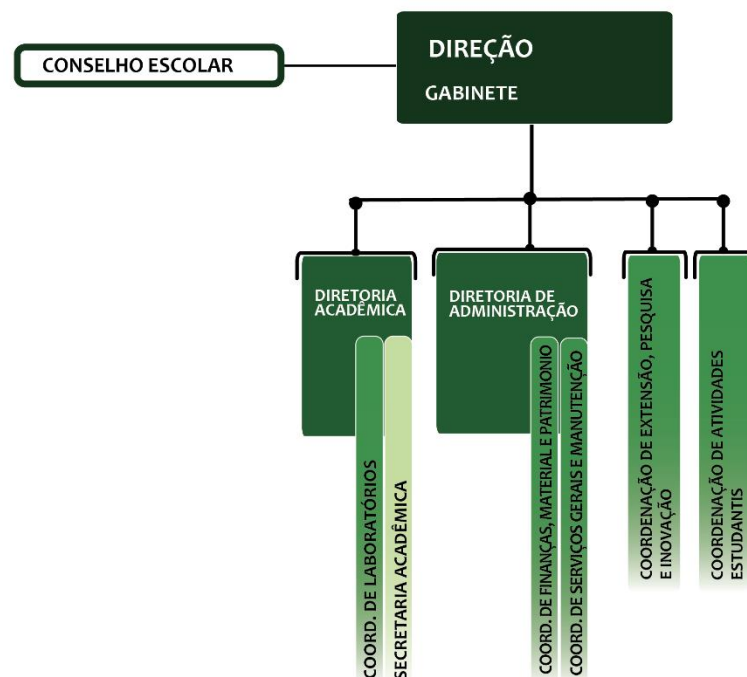 CONSELHO ESCOLAR
DIREÇÃO
GABINETE
DIRETORIA
ACADÊMICA
COORD. DE LABORATÓRIOS
SECRETARIA ACADÊMICA
DIRETORIA DE
ADMINISTRAÇÃO
COORD. DE FINANÇAS, MATERIAL E PATRIMONIO
COORD. DE SERVIÇOS GERAIS E MANUTENÇÃO
COORDENAÇÃO DE EXTENSÃO, PESQUISA
E INOVAÇÃO
COORDENAÇÃO DE ATIVIDADES
ESTUDANTIS